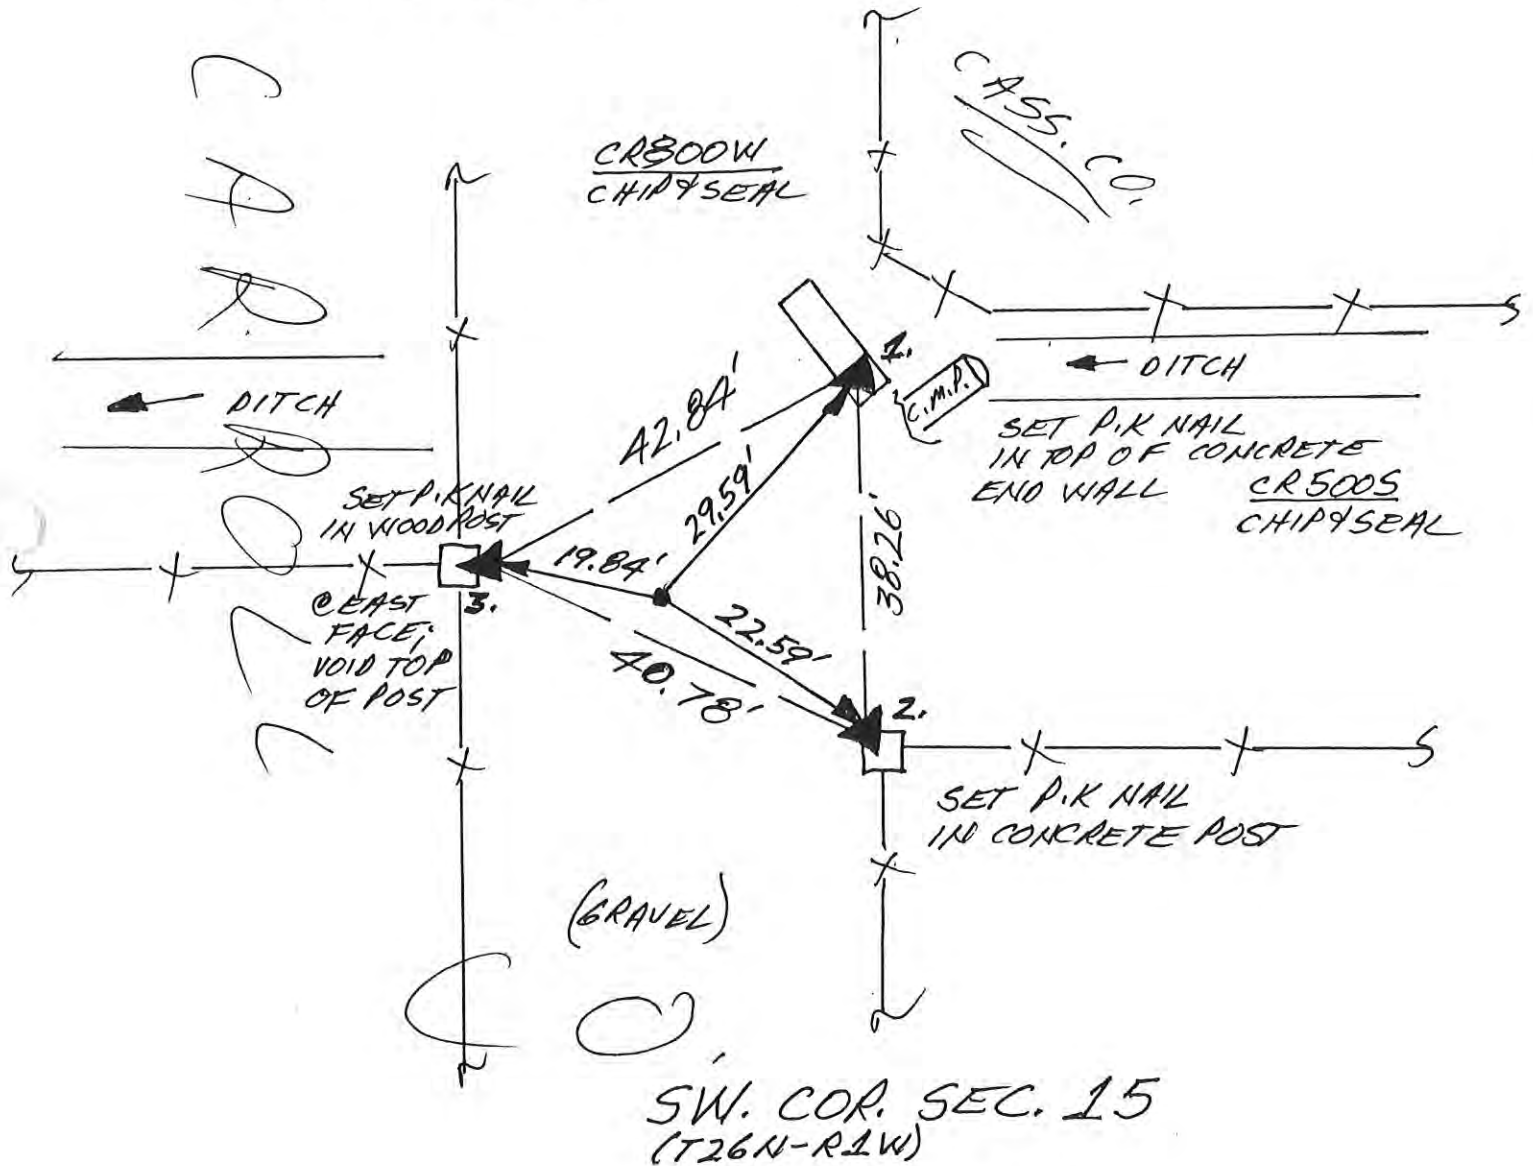 CARROLL
CO.
CASS. CO.
CR800W
CHIP & SEAL
1.
C.M.P.
DITCH
DITCH
SET P.K NAIL
IN TOP OF CONCRETE
END WALL
CR500S
CHIP & SEAL
42.84'
29.59'
SET P.K NAIL
IN WOOD POST
19.84'
38.26'
3.
@ EAST
FACE;
VOID TOP
OF POST
22.59'
40.78'
2.
SET P.K NAIL
IN CONCRETE POST
(GRAVEL)
SW. COR. SEC. 15
(T26N-R1W)